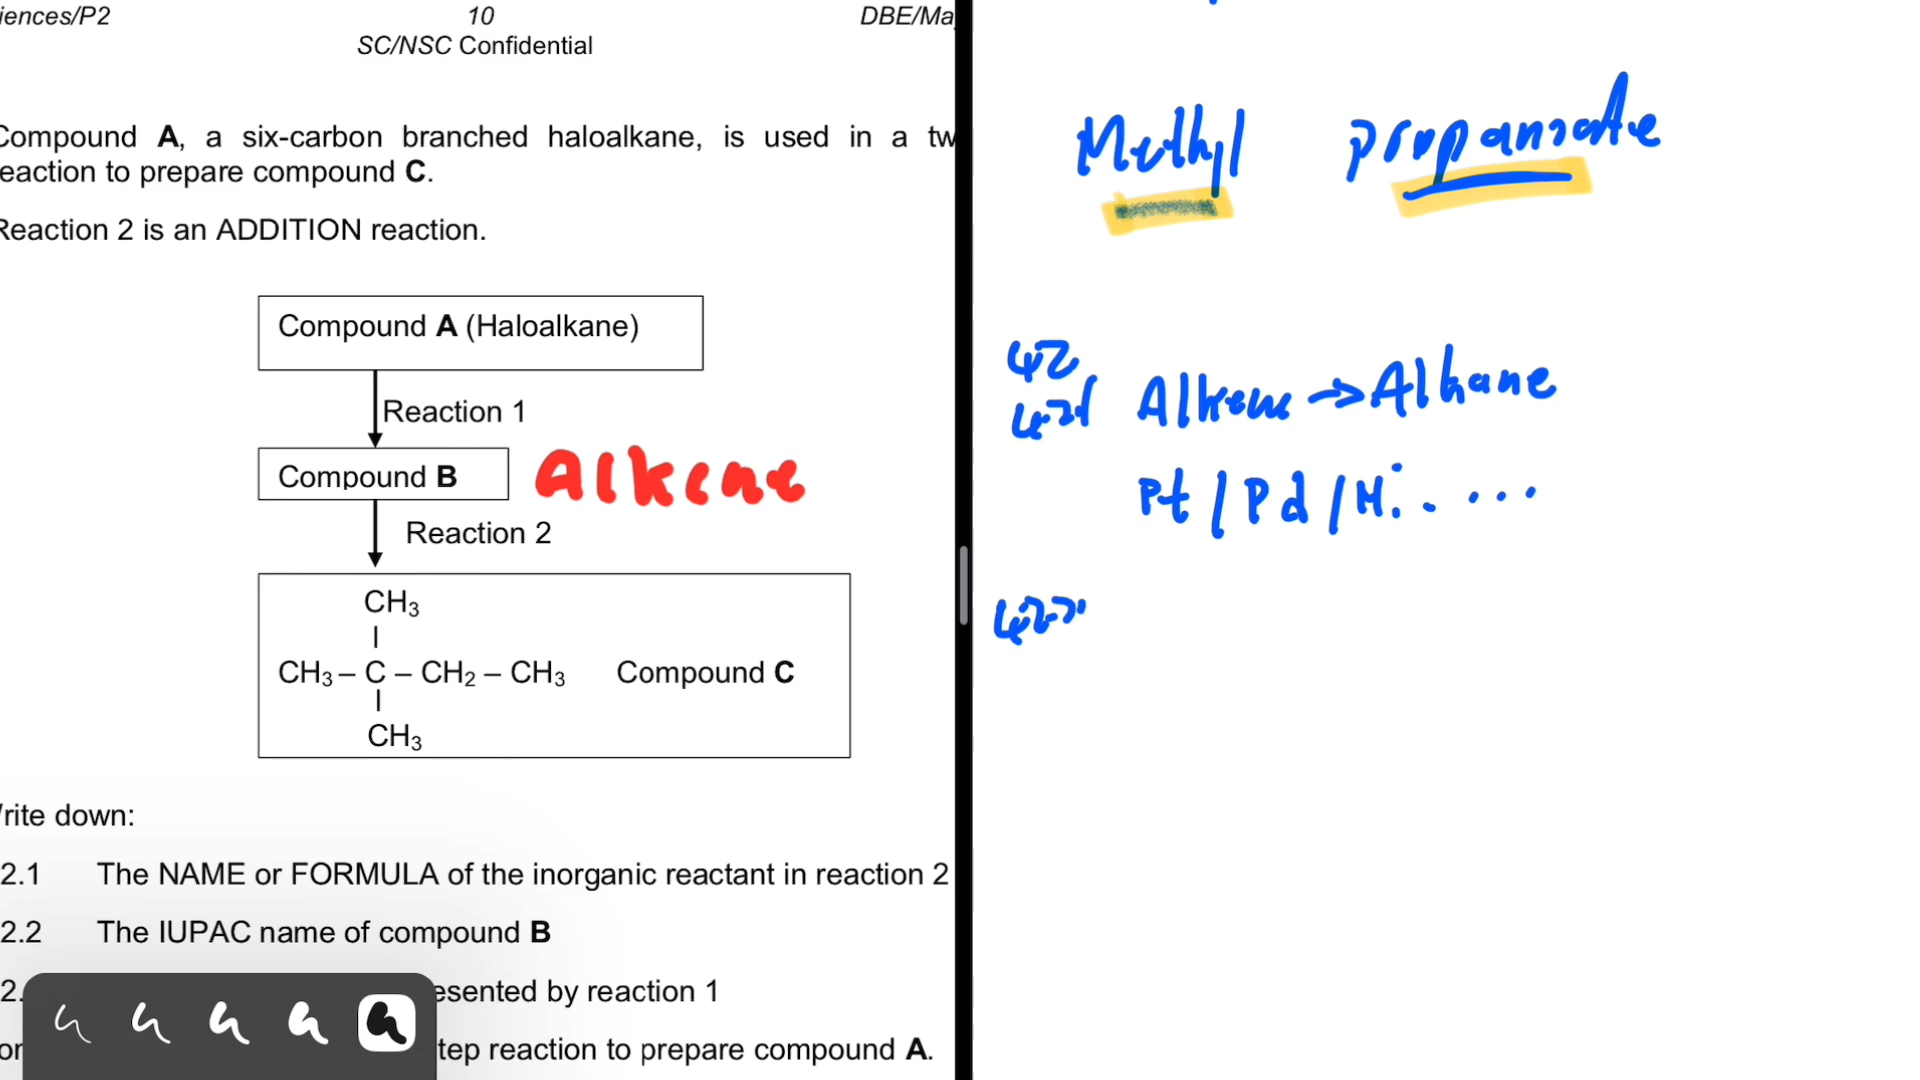 iences/P2 10 DBE/Ma
SC/NSC Confidential
Compound A, a six-carbon branched haloalkane, is used in a tw
eaction to prepare compound C.
Reaction 2 is an ADDITION reaction.
Compound A (Haloalkane)
Reaction 1
Compound B
Alkene
Reaction 2
CH3
|
CH3 – C – CH2 – CH3 Compound C
|
CH3
rite down:
2.1 The NAME or FORMULA of the inorganic reactant in reaction 2
2.2 The IUPAC name of compound B
2. esented by reaction 1
or tep reaction to prepare compound A.
Methyl propanoate
42
Alkene → Alkane
Pt / Pd / Ni . ...